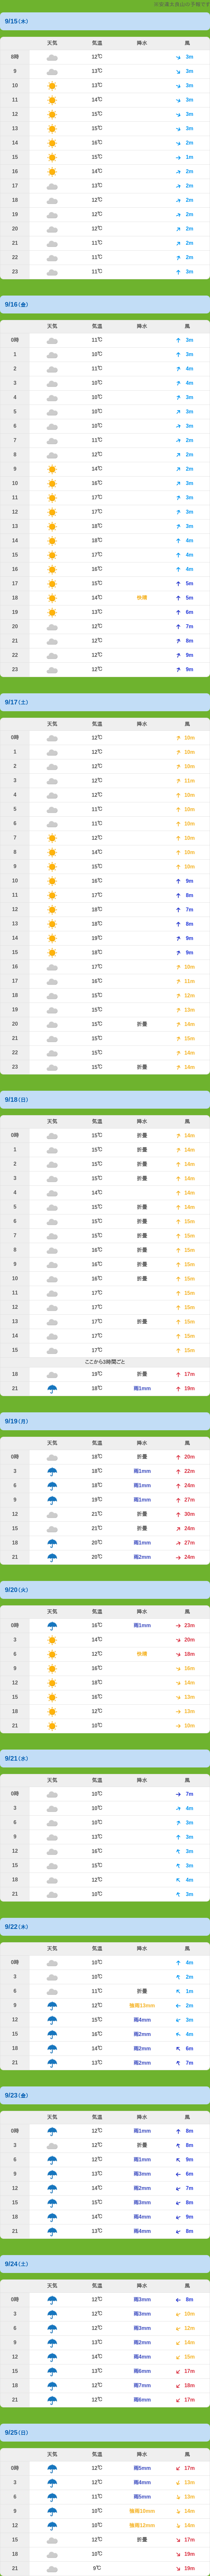 ※安達太良山の予報です
9/15（木）
天気 気温 降水 風
8時 12℃ 3m
9 13℃ 3m
10 13℃ 3m
11 14℃ 3m
12 15℃ 3m
13 15℃ 3m
14 16℃ 2m
15 15℃ 1m
16 14℃ 2m
17 13℃ 2m
18 12℃ 2m
19 12℃ 2m
20 12℃ 2m
21 11℃ 2m
22 11℃ 2m
23 11℃ 3m
9/16（金）
天気 気温 降水 風
0時 11℃ 3m
1 10℃ 3m
2 11℃ 4m
3 10℃ 4m
4 10℃ 3m
5 10℃ 3m
6 10℃ 3m
7 11℃ 2m
8 12℃ 2m
9 14℃ 2m
10 16℃ 3m
11 17℃ 3m
12 17℃ 3m
13 18℃ 3m
14 18℃ 4m
15 17℃ 4m
16 16℃ 4m
17 15℃ 5m
18 14℃ 5m
19 13℃ 6m
20 12℃ 7m
21 12℃ 8m
22 12℃ 9m
23 12℃ 9m
9/17（土）
天気 気温 降水 風
0時 12℃ 10m
1 12℃ 10m
2 12℃ 10m
3 12℃ 11m
4 12℃ 10m
5 11℃ 10m
6 11℃ 10m
7 12℃ 10m
8 14℃ 10m
9 15℃ 10m
10 16℃ 9m
11 17℃ 8m
12 18℃ 7m
13 18℃ 8m
14 19℃ 9m
15 18℃ 9m
16 17℃ 10m
17 16℃ 11m
18 15℃ 12m
19 15℃ 13m
20 15℃ 折畳 14m
21 15℃ 15m
22 15℃ 14m
23 15℃ 折畳 14m
9/18（日）
天気 気温 降水 風
0時 15℃ 折畳 14m
1 15℃ 折畳 14m
2 15℃ 折畳 14m
3 15℃ 折畳 14m
4 14℃ 14m
5 15℃ 折畳 14m
6 15℃ 折畳 15m
7 15℃ 折畳 15m
8 16℃ 折畳 15m
9 16℃ 折畳 15m
10 16℃ 折畳 15m
11 17℃ 15m
12 17℃ 15m
13 17℃ 折畳 15m
14 17℃ 15m
15 17℃ 15m
ここから3時間ごと
18 19℃ 折畳 17m
21 18℃ 雨1mm 19m
9/19（月）
天気 気温 降水 風
0時 18℃ 折畳 20m
3 18℃ 雨1mm 22m
6 18℃ 雨1mm 24m
9 19℃ 雨1mm 27m
12 21℃ 折畳 30m
15 21℃ 折畳 24m
18 20℃ 雨1mm 27m
21 20℃ 雨2mm 24m
9/20（火）
天気 気温 降水 風
0時 16℃ 雨1mm 23m
3 14℃ 20m
6 12℃ 18m
9 16℃ 16m
12 18℃ 14m
15 16℃ 13m
18 12℃ 13m
21 10℃ 10m
9/21（水）
天気 気温 降水 風
0時 10℃ 7m
3 10℃ 4m
6 10℃ 3m
9 13℃ 3m
12 16℃ 3m
15 15℃ 3m
18 12℃ 4m
21 10℃ 3m
9/22（木）
天気 気温 降水 風
0時 10℃ 4m
3 10℃ 2m
6 11℃ 折畳 1m
9 12℃ 強雨13mm 2m
12 15℃ 雨4mm 3m
15 16℃ 雨2mm 4m
18 14℃ 雨2mm 6m
21 13℃ 雨2mm 7m
9/23（金）
天気 気温 降水 風
0時 12℃ 雨1mm 8m
3 12℃ 折畳 8m
6 12℃ 雨1mm 9m
9 13℃ 雨3mm 6m
12 14℃ 雨2mm 7m
15 15℃ 雨3mm 8m
18 14℃ 雨4mm 9m
21 13℃ 雨4mm 8m
9/24（土）
天気 気温 降水 風
0時 12℃ 雨3mm 8m
3 12℃ 雨3mm 10m
6 12℃ 雨3mm 12m
9 13℃ 雨2mm 14m
12 14℃ 雨4mm 15m
15 13℃ 雨6mm 17m
18 12℃ 雨7mm 18m
21 12℃ 雨6mm 17m
9/25（日）
天気 気温 降水 風
0時 12℃ 雨5mm 17m
3 12℃ 雨4mm 13m
6 11℃ 雨5mm 13m
9 10℃ 強雨10mm 14m
12 10℃ 強雨12mm 14m
15 12℃ 折畳 17m
18 10℃ 19m
21 9℃ 19m